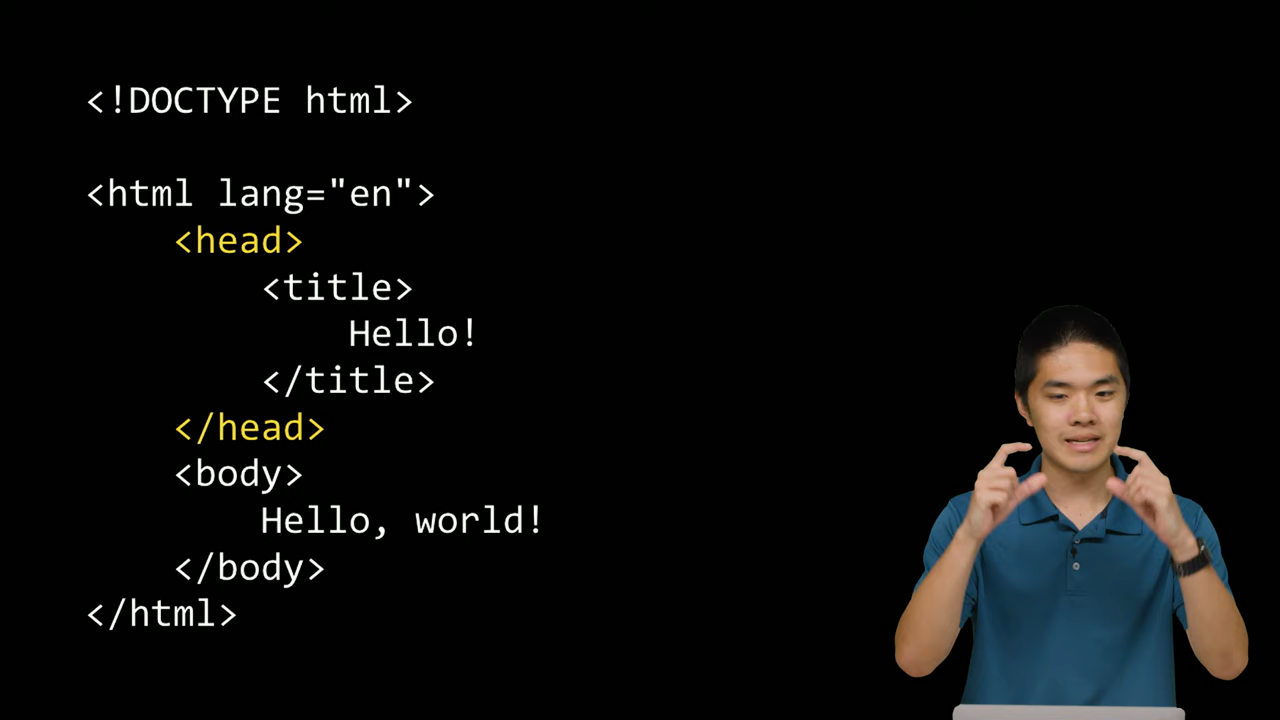 <!DOCTYPE html>
<html lang="en">
<head>
<title>
Hello!
</title>
</head>
<body>
Hello, world!
</body>
</html>